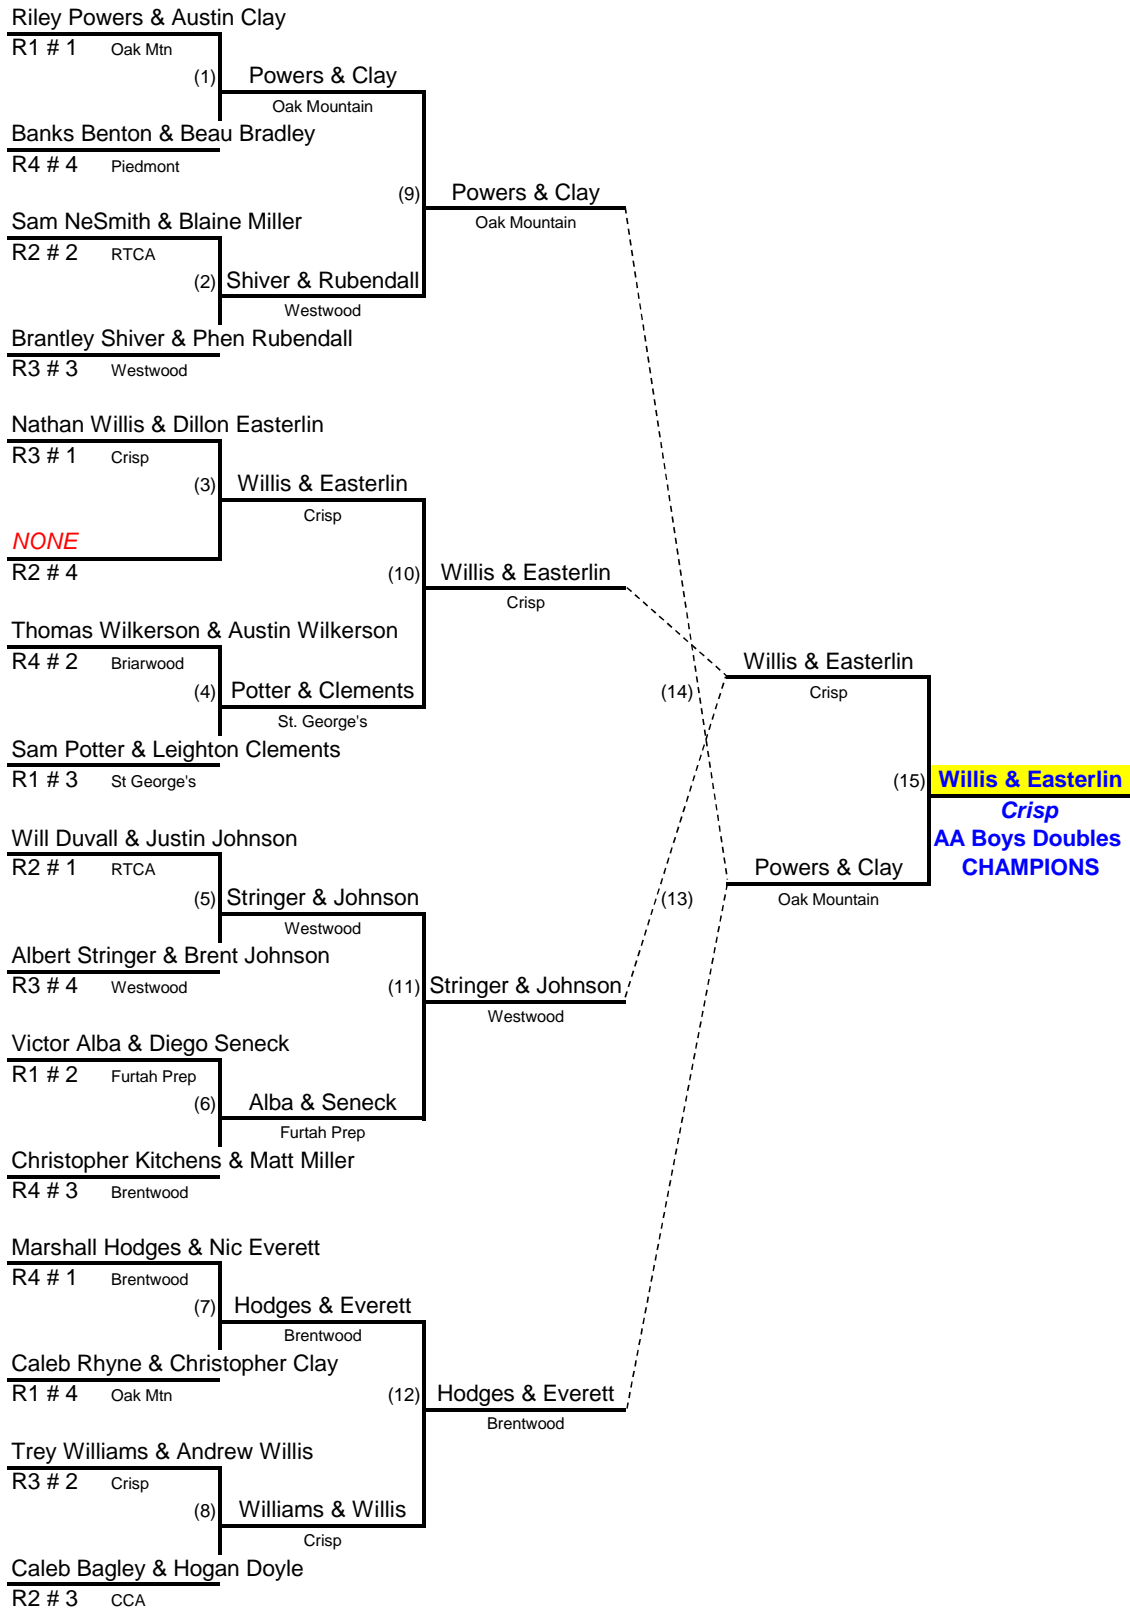 Riley Powers & Austin Clay
R1 # 1 Oak Mtn
(1) Powers & Clay
Oak Mountain
Banks Benton & Beau Bradley
R4 # 4 Piedmont
(9) Powers & Clay
Oak Mountain
Sam NeSmith & Blaine Miller
R2 # 2 RTCA
(2) Shiver & Rubendall
Westwood
Brantley Shiver & Phen Rubendall
R3 # 3 Westwood
Nathan Willis & Dillon Easterlin
R3 # 1 Crisp
(3) Willis & Easterlin
Crisp
NONE
R2 # 4
(10) Willis & Easterlin
Crisp
Thomas Wilkerson & Austin Wilkerson
R4 # 2 Briarwood
(4) Potter & Clements
St. George's
Sam Potter & Leighton Clements
R1 # 3 St George's
Willis & Easterlin
(14) Crisp
(15) Willis & Easterlin
Crisp
AA Boys Doubles
CHAMPIONS
Will Duvall & Justin Johnson
R2 # 1 RTCA
(5) Stringer & Johnson
Westwood
Powers & Clay
(13) Oak Mountain
Albert Stringer & Brent Johnson
R3 # 4 Westwood
(11) Stringer & Johnson
Westwood
Victor Alba & Diego Seneck
R1 # 2 Furtah Prep
(6) Alba & Seneck
Furtah Prep
Christopher Kitchens & Matt Miller
R4 # 3 Brentwood
Marshall Hodges & Nic Everett
R4 # 1 Brentwood
(7) Hodges & Everett
Brentwood
Caleb Rhyne & Christopher Clay
R1 # 4 Oak Mtn
(12) Hodges & Everett
Brentwood
Trey Williams & Andrew Willis
R3 # 2 Crisp
(8) Williams & Willis
Crisp
Caleb Bagley & Hogan Doyle
R2 # 3 CCA